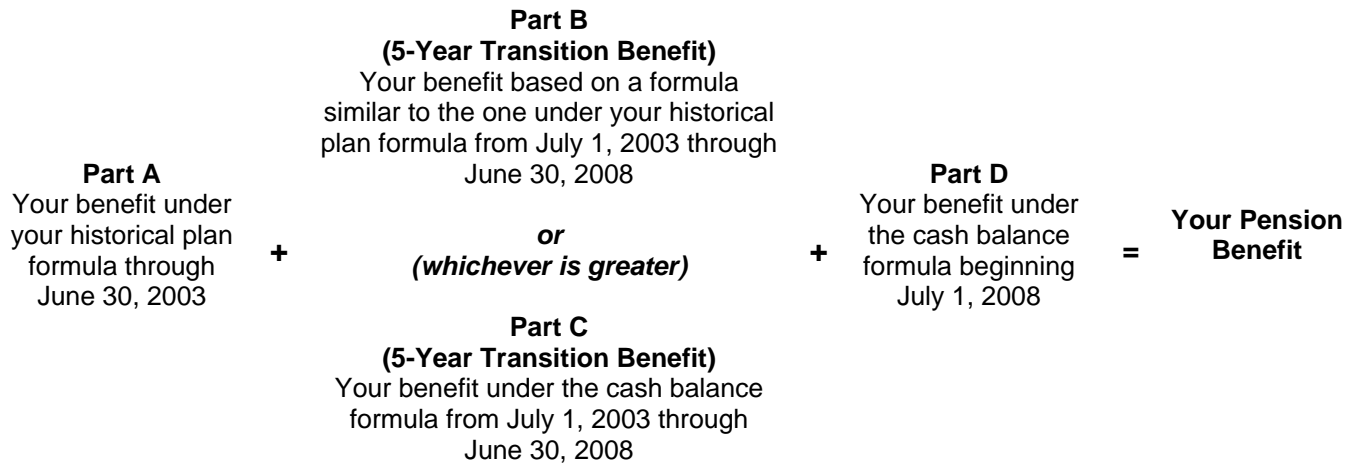 Part A
Your benefit under
your historical plan
formula through
June 30, 2003
+
Part B
(5-Year Transition Benefit)
Your benefit based on a formula
similar to the one under your historical
plan formula from July 1, 2003 through
June 30, 2008
or
(whichever is greater)
Part C
(5-Year Transition Benefit)
Your benefit under the cash balance
formula from July 1, 2003 through
June 30, 2008
+
Part D
Your benefit under
the cash balance
formula beginning
July 1, 2008
=
Your Pension
Benefit